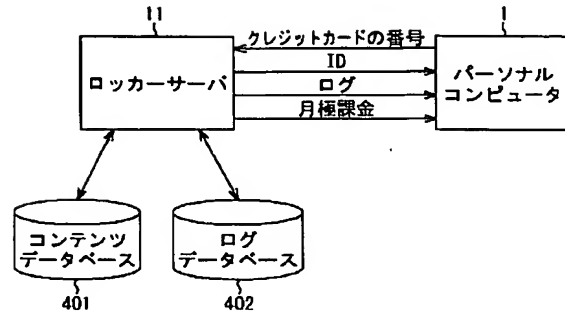 11
1
クレジットカードの番号
ID
ログ
月極課金
ロッカーサーバ
パーソナル
コンピュータ
コンテンツ
データベース
ログ
データベース
401
402